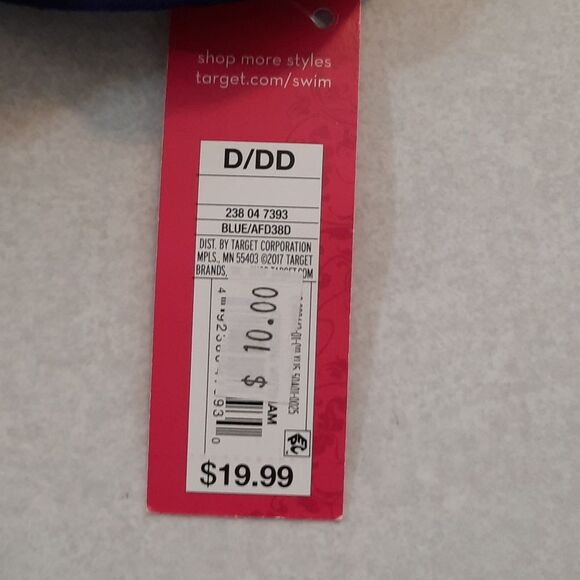 shop more styles
target.com/swim
D/DD
238 04 7393
BLUE/AFD38D
DIST. BY TARGET CORPORATION
MPLS., MN 55403 ©2017 TARGET
BRANDS,
$ 10.00
$19.99